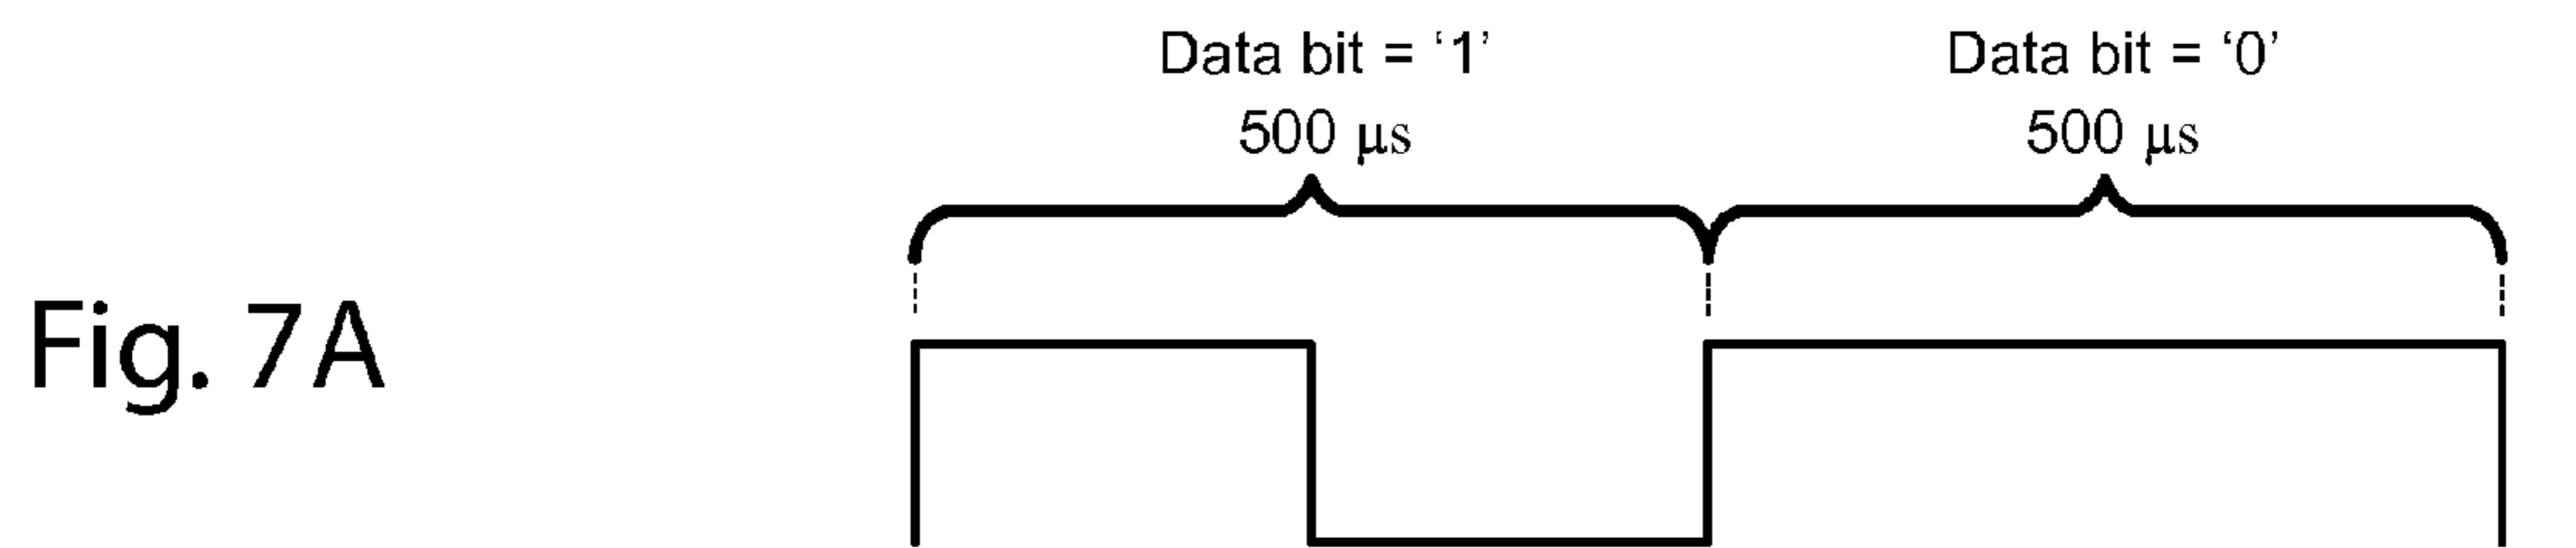 Data bit = ‘1’
500 μs
Data bit = ‘0’
500 μs
Fig. 7A